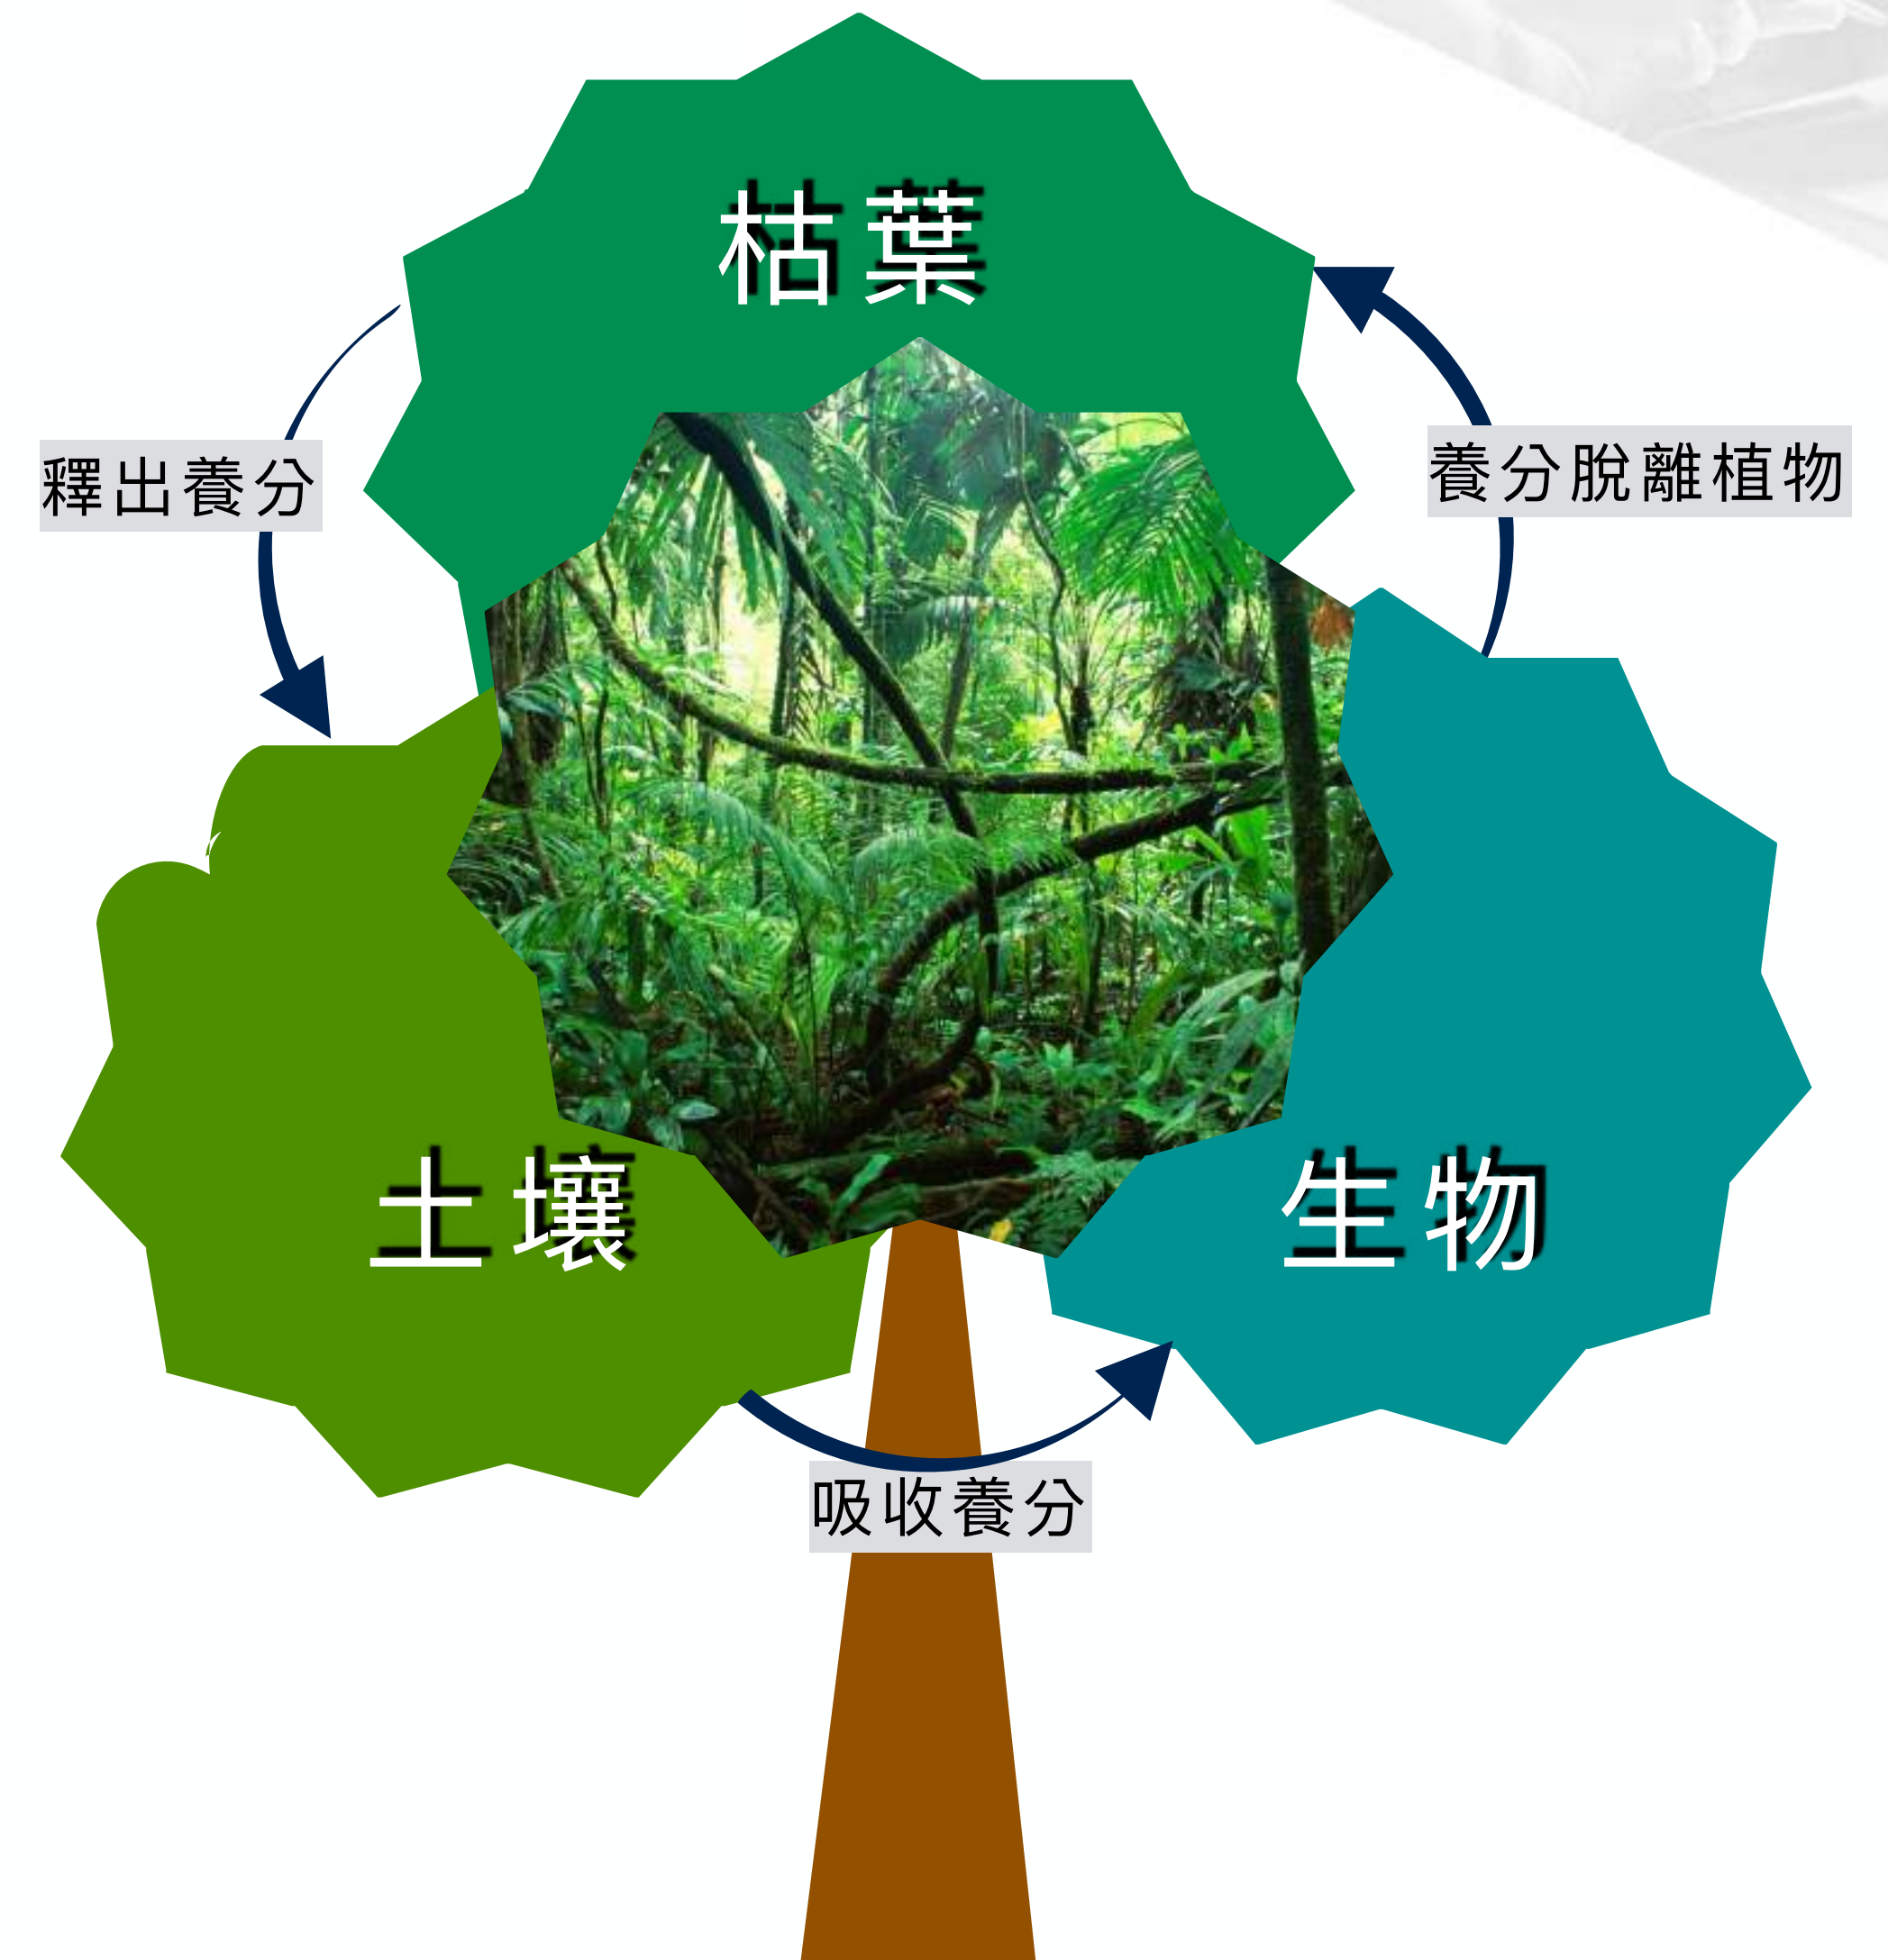 枯葉
釋出養分
養分脫離植物
土壤
生物
吸收養分